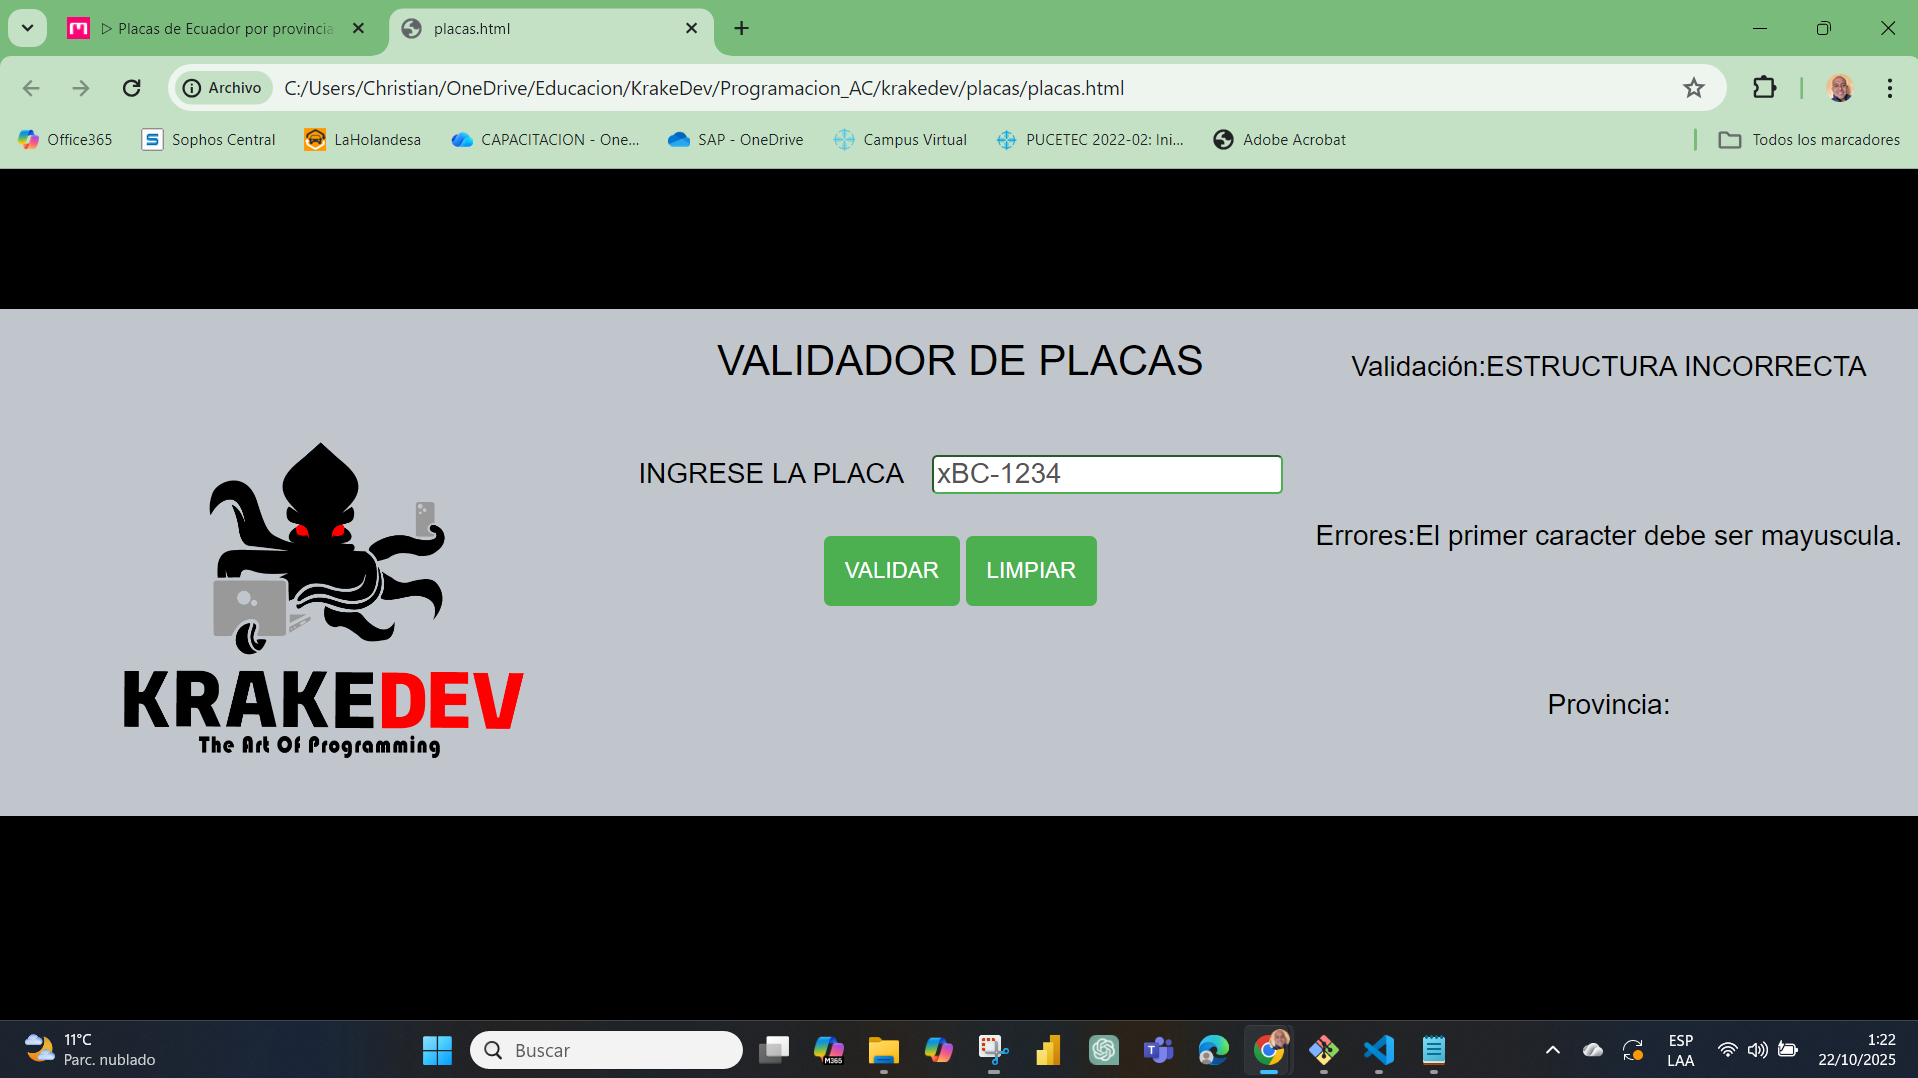 ▷ Placas de Ecuador por provincia
placas.html
Archivo
C:/Users/Christian/OneDrive/Educacion/KrakeDev/Programacion_AC/krakedev/placas/placas.html
Office365
Sophos Central
LaHolandesa
CAPACITACION - One...
SAP - OneDrive
Campus Virtual
PUCETEC 2022-02: Ini...
Adobe Acrobat
Todos los marcadores
VALIDADOR DE PLACAS
Validación:ESTRUCTURA INCORRECTA
INGRESE LA PLACA
xBC-1234
VALIDAR
LIMPIAR
Errores:El primer caracter debe ser mayuscula.
Provincia:
KRAKEDEV
The Art Of Programming
11°C
Parc. nublado
Buscar
M365
ESP
LAA
1:22
22/10/2025